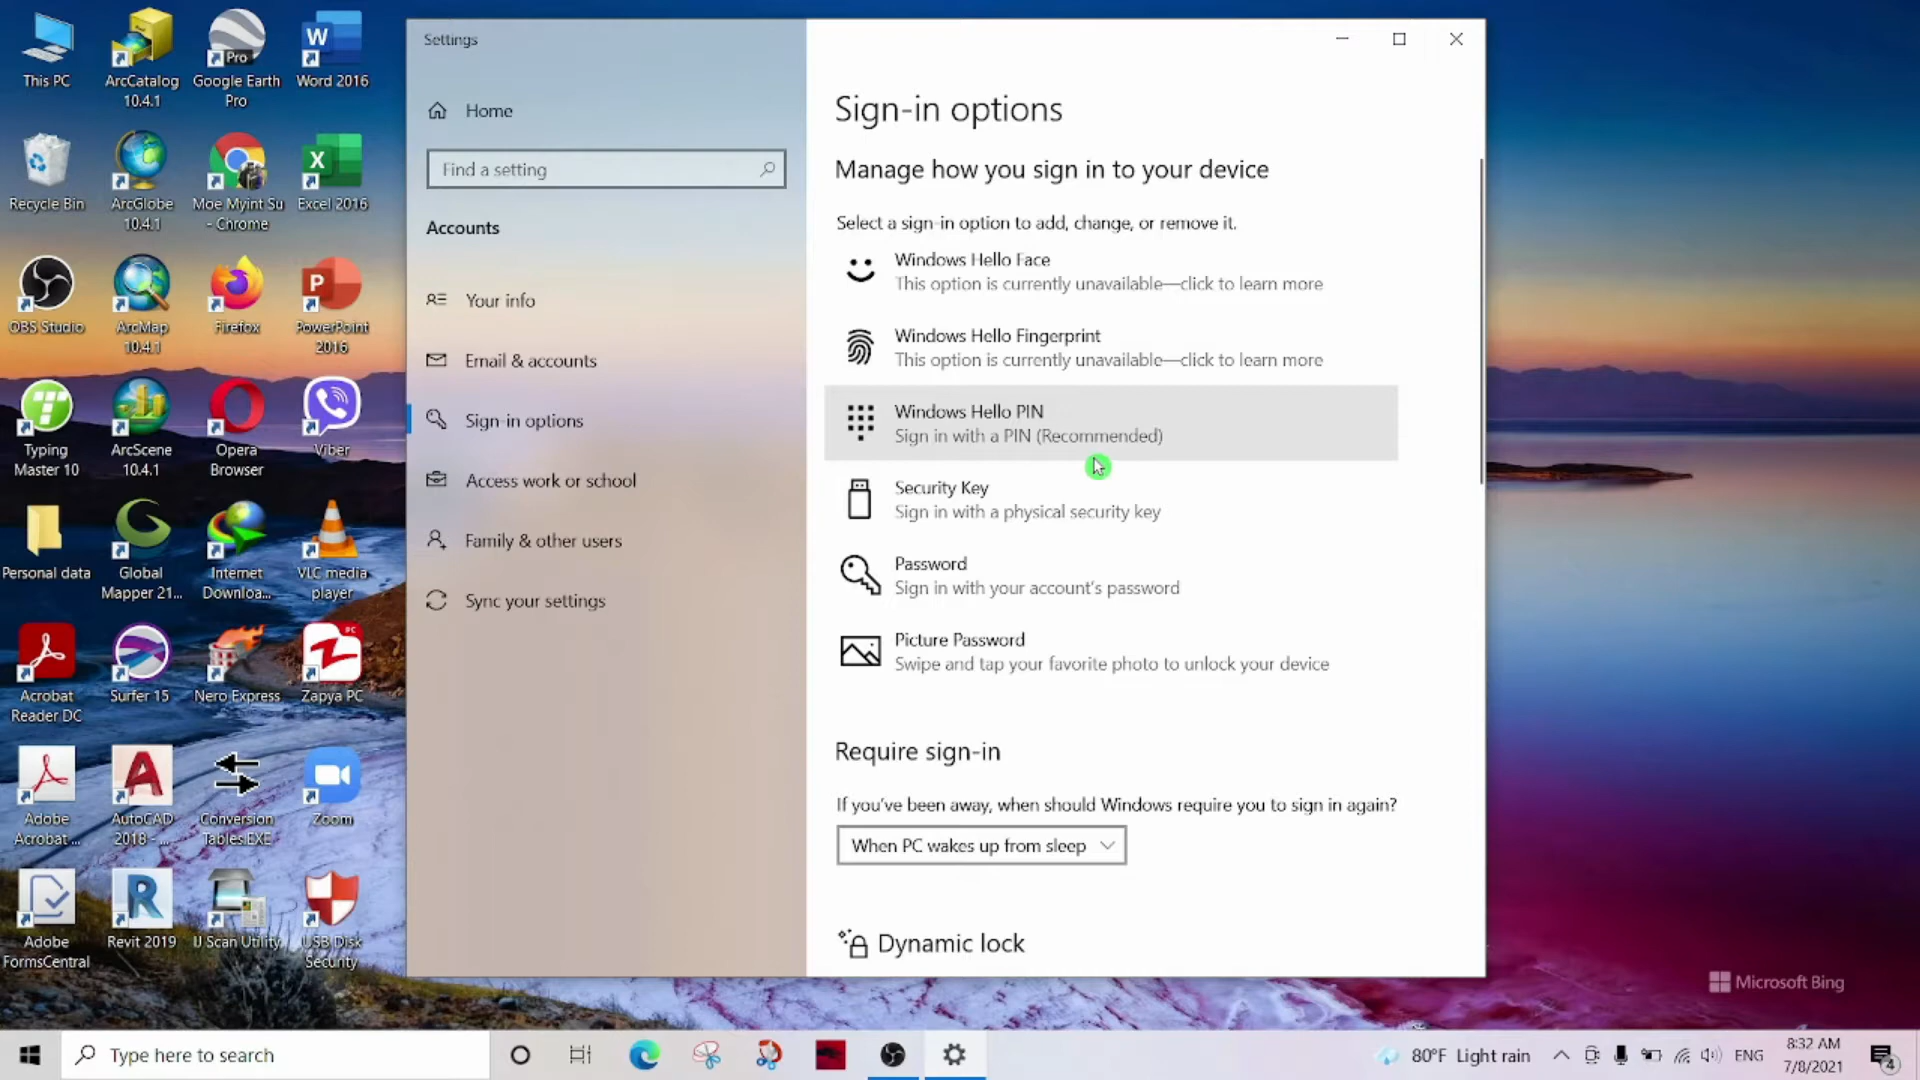 This PC
ArcCatalog
10.4.1
Pro
Google Earth
Pro
W
Word 2016
Recycle Bin
ArcGlobe
10.4.1
Moe Myint Su
- Chrome
X
Excel 2016
OBS Studio
ArcMap
10.4.1
Firefox
P
PowerPoint
2016
Typing
Master 10
ArcScene
10.4.1
Opera
Browser
Viber
Personal data
Global
Mapper 21...
Internet
Downloa...
VLC media
player
Acrobat
Reader DC
Surfer 15
Nero Express
PC
Zapya PC
Adobe
Acrobat ...
A
AutoCAD
2018 - ...
Conversion
Tables.EXE
Zoom
Adobe
FormsCentral
R
Revit 2019
IJ Scan Utility
USB Disk
Security
Settings
Home
Find a setting
Accounts
Your info
Email & accounts
Sign-in options
Access work or school
Family & other users
Sync your settings
Sign-in options
Manage how you sign in to your device
Select a sign-in option to add, change, or remove it.
Windows Hello Face
This option is currently unavailable—click to learn more
Windows Hello Fingerprint
This option is currently unavailable—click to learn more
Windows Hello PIN
Sign in with a PIN (Recommended)
Security Key
Sign in with a physical security key
Password
Sign in with your account's password
Picture Password
Swipe and tap your favorite photo to unlock your device
Require sign-in
If you've been away, when should Windows require you to sign in again?
When PC wakes up from sleep
Dynamic lock
Microsoft Bing
Type here to search
80°F Light rain
ENG
8:32 AM
7/8/2021
4